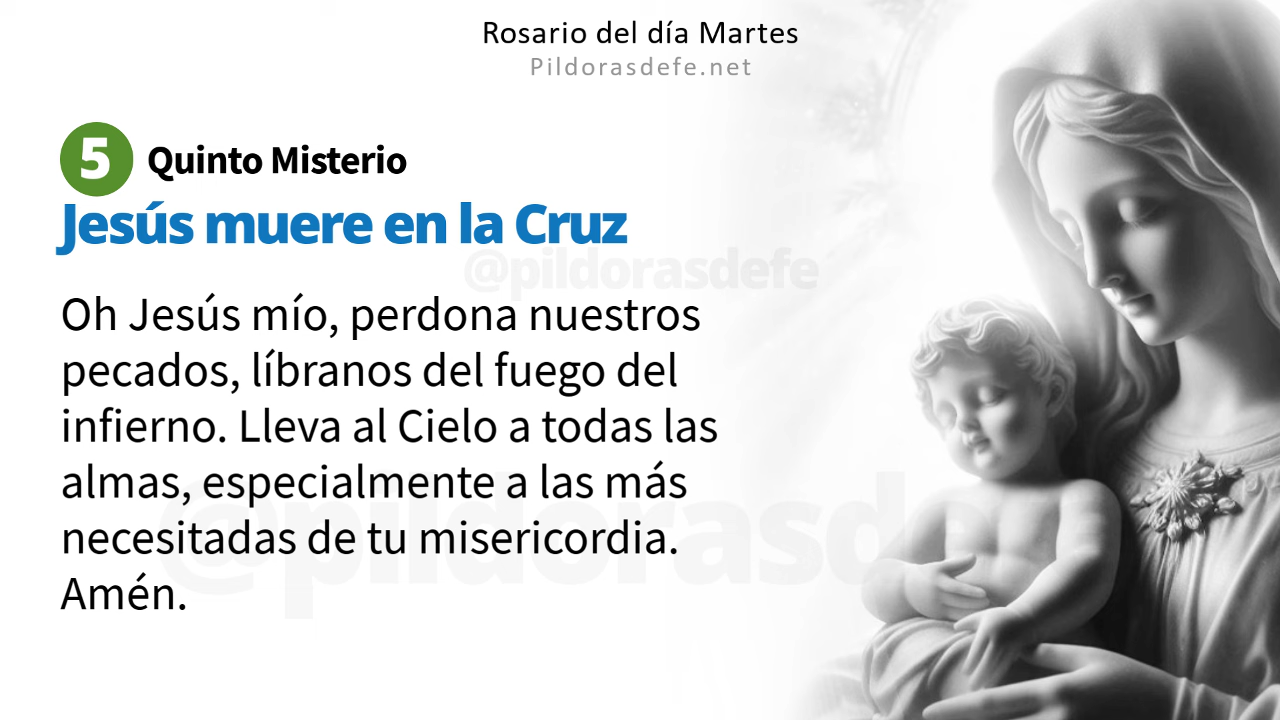 Rosario del día Martes
Pildorasdefe.net
5 Quinto Misterio
Jesús muere en la Cruz
@pildorasdefe
Oh Jesús mío, perdona nuestros
pecados, líbranos del fuego del
infierno. Lleva al Cielo a todas las
almas, especialmente a las más
necesitadas de tu misericordia.
Amén.
@pildorasdefe